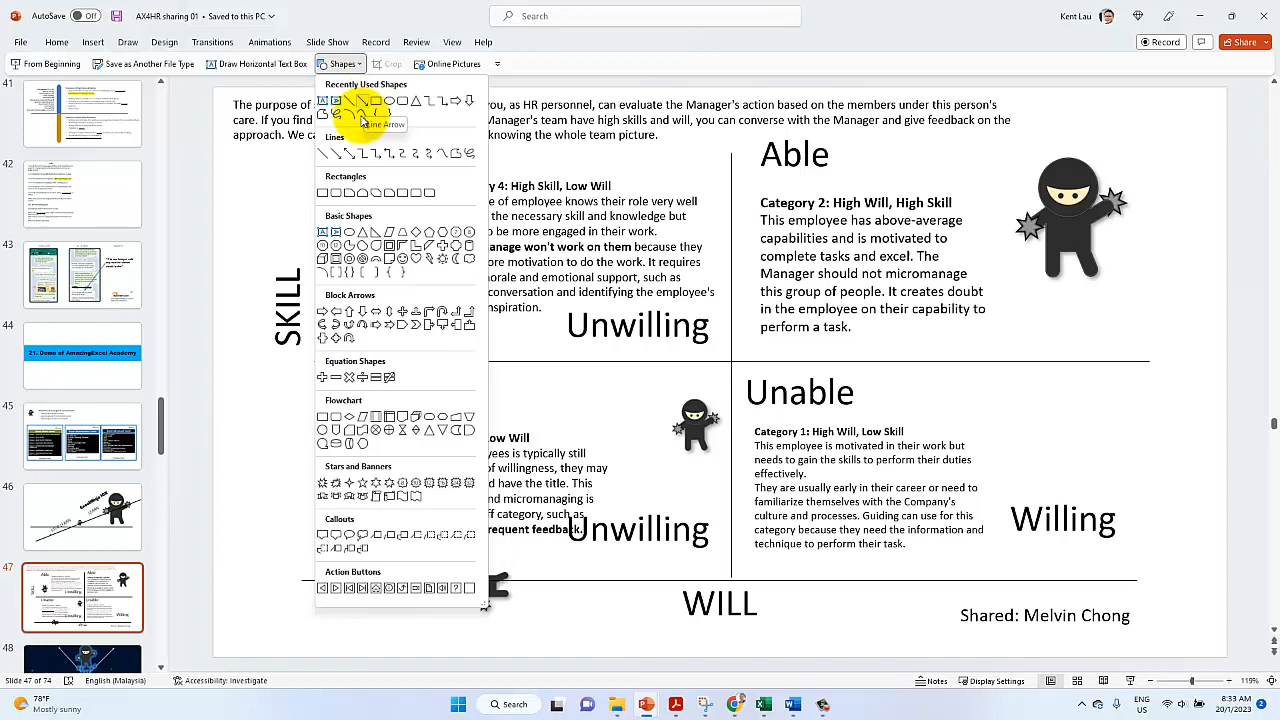 AutoSave Off AX4HR sharing 01 • Saved to this PC Search Kent Lau
File Home Insert Draw Design Transitions Animations Slide Show Record Review View Help Record Share
From Beginning Save as Another File Type Draw Horizontal Text Box Shapes Crop Online Pictures
Recently Used Shapes
Line Arrow
Lines
Rectangles
Basic Shapes
Block Arrows
Equation Shapes
Flowchart
Stars and Banners
Callouts
Action Buttons
41
42
43
44
21. Demo of AmazingExcel Academy
45
46
47
48
The purpose of
ous as HR personnel, can evaluate the Manager's action based on the members under this person's
care. If you find
Manager's team have high skills and will, you can converse with the Manager and give feedback on the
approach. We ca
knowing the whole team picture.
SKILL
y 4: High Skill, Low Will
e of employee knows their role very well
the necessary skill and knowledge but
o be more engaged in their work.
anage won't work on them because they
ore motivation to do the work. It requires
orale and emotional support, such as
conversation and identifying the employee's
nspiration.
Unwilling
Able
Category 2: High Will, High Skill
This employee has above-average
capabilities and is motivated to
complete tasks and excel. The
Manager should not micromanage
this group of people. It creates doubt
in the employee on their capability to
perform a task.
ow Will
ees is typically still
of willingness, they may
d have the title. This
nd micromanaging is
ff category, such as
requent feedback.
Unwilling
Unable
Category 1: High Will, Low Skill
This employee is motivated in their work but
needs to gain the skills to perform their duties
effectively.
They are usually early in their career or need to
familiarize themselves with the Company's
culture and processes. Guiding can use for this
category because they need the information and
technique to perform their task.
Willing
WILL
Shared: Melvin Chong
Slide 47 of 74 English (Malaysia) Accessibility: Investigate Notes Display Settings 119%
78°F
Mostly sunny
Search
ENG
US
8:33 AM
20/7/2023
2